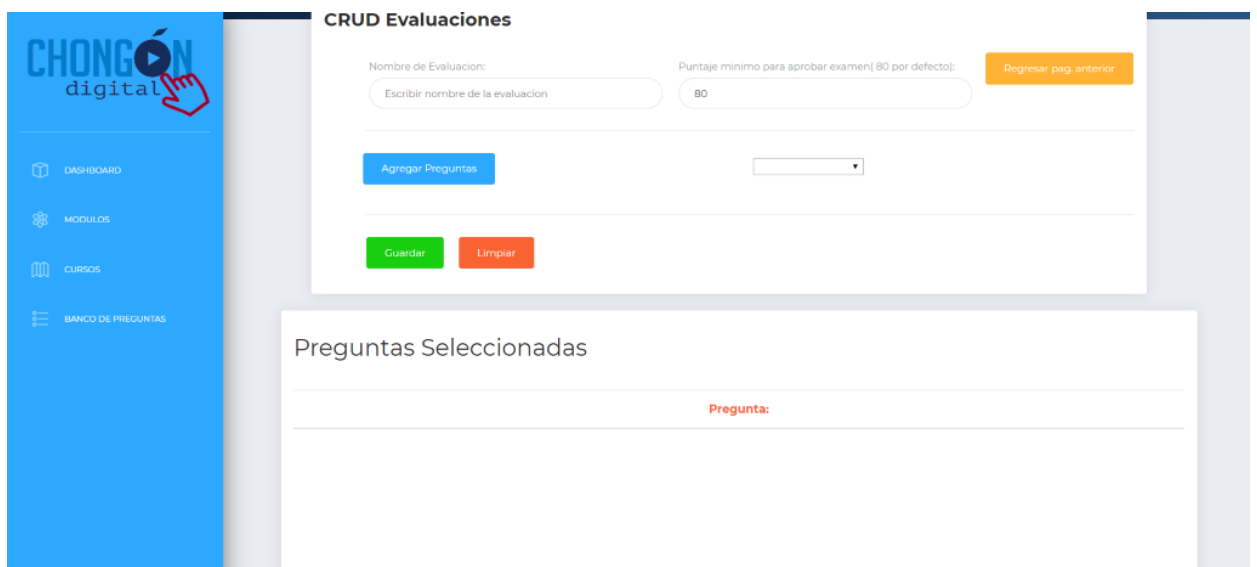 CHONGÓN
digital
DASHBOARD
MODULOS
CURSOS
BANCO DE PREGUNTAS
CRUD Evaluaciones
Nombre de Evaluacion:
Puntaje minimo para aprobar examen( 80 por defecto):
Regresar pag. anterior
Escribir nombre de la evaluacion
80
Agregar Preguntas
Guardar
Limpiar
Preguntas Seleccionadas
Pregunta: